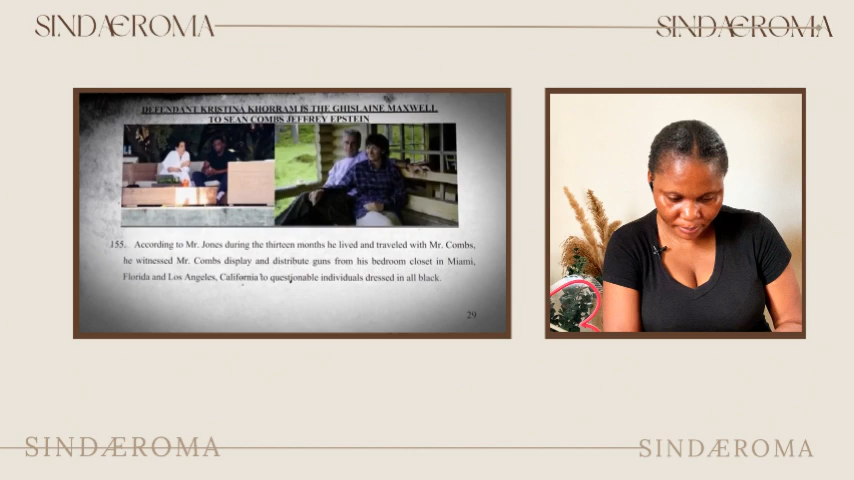 SINDÆROMA
SINDÆROMA
DEFENDANT KRISTINA KHORRAM IS THE GHISLAINE MAXWELL
TO SEAN COMBS JEFFREY EPSTEIN
155. According to Mr. Jones during the thirteen months he lived and traveled with Mr. Combs,
he witnessed Mr. Combs display and distribute guns from his bedroom closet in Miami,
Florida and Los Angeles, California to questionable individuals dressed in all black.
29
SINDÆROMA
SINDÆROMA